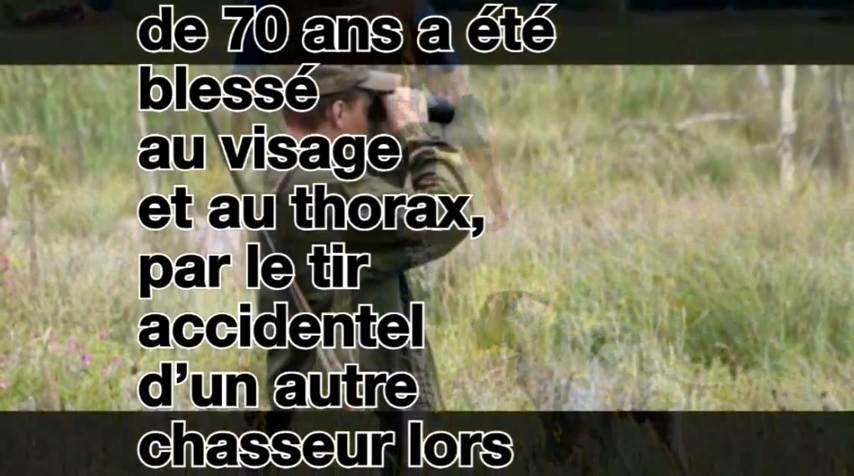 de 70 ans a été
blessé
au visage
et au thorax,
par le tir
accidentel
d’un autre
chasseur lors